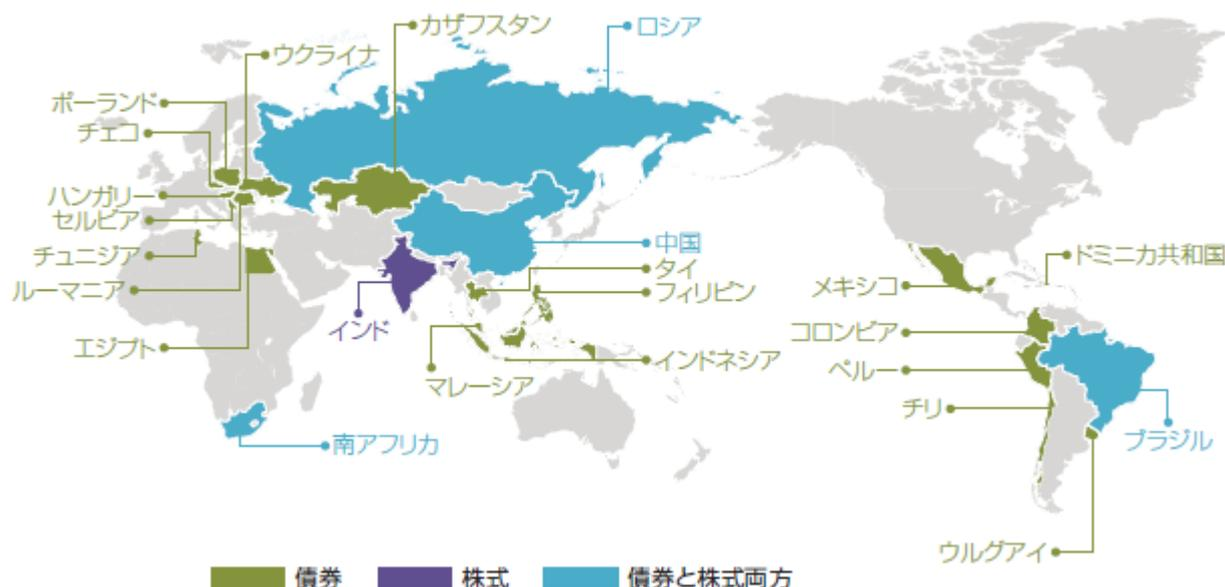 カザフスタン
ロシア
ウクライナ
ポーランド
チェコ
ハンガリー
セルビア
チュニジア
ルーマニア
エジプト
インド
中国
タイ
フィリピン
インドネシア
マレーシア
南アフリカ
ドミニカ共和国
メキシコ
コロンビア
ペルー
チリ
ブラジル
ウルグアイ
債券 株式 債券と株式両方